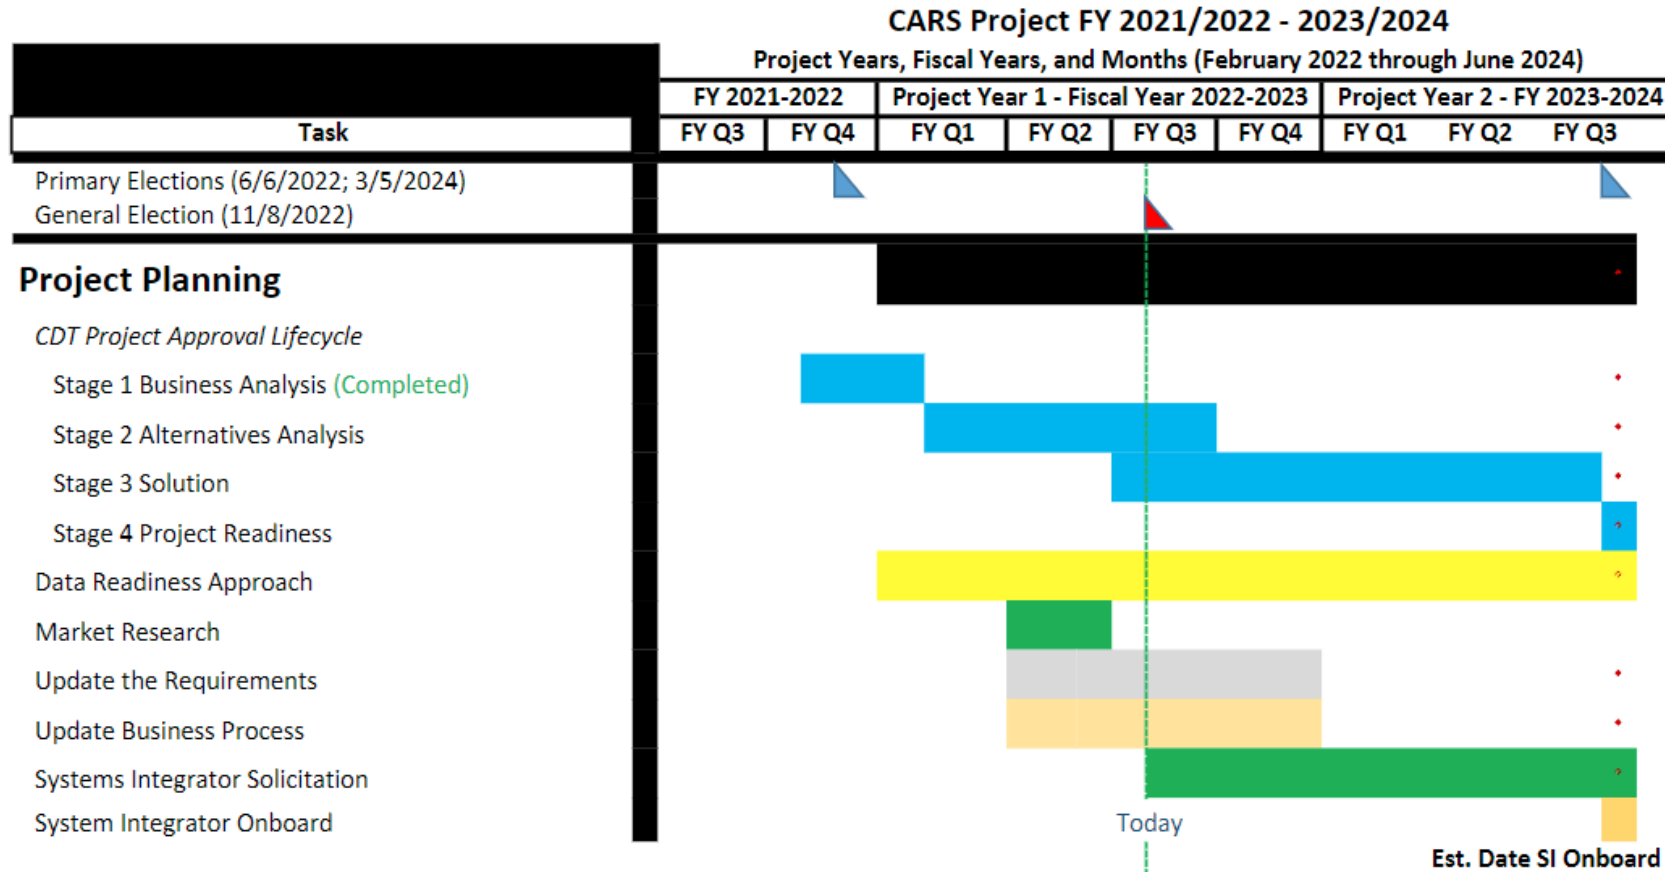 CARS Project FY 2021/2022 - 2023/2024
Project Years, Fiscal Years, and Months (February 2022 through June 2024)
FY 2021-2022 Project Year 1 - Fiscal Year 2022-2023 Project Year 2 - FY 2023-2024
Task FY Q3 FY Q4 FY Q1 FY Q2 FY Q3 FY Q4 FY Q1 FY Q2 FY Q3
Primary Elections (6/6/2022; 3/5/2024)
General Election (11/8/2022)
Project Planning
CDT Project Approval Lifecycle
Stage 1 Business Analysis (Completed)
Stage 2 Alternatives Analysis
Stage 3 Solution
Stage 4 Project Readiness
Data Readiness Approach
Market Research
Update the Requirements
Update Business Process
Systems Integrator Solicitation
System Integrator Onboard Today
Est. Date SI Onboard